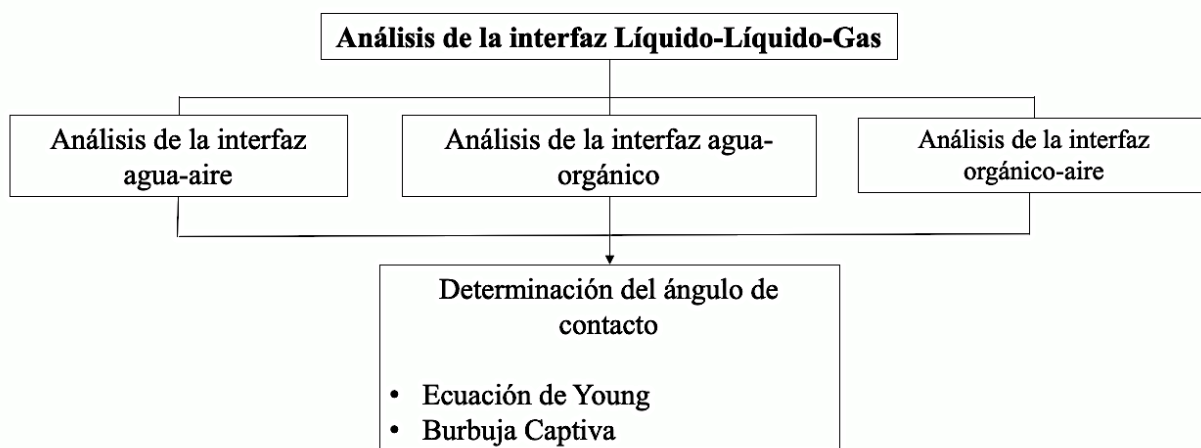 Análisis de la interfaz Líquido-Líquido-Gas
Análisis de la interfaz
agua-aire
Análisis de la interfaz agua-
orgánico
Análisis de la interfaz
orgánico-aire
Determinación del ángulo de
contacto
• Ecuación de Young
• Burbuja Captiva